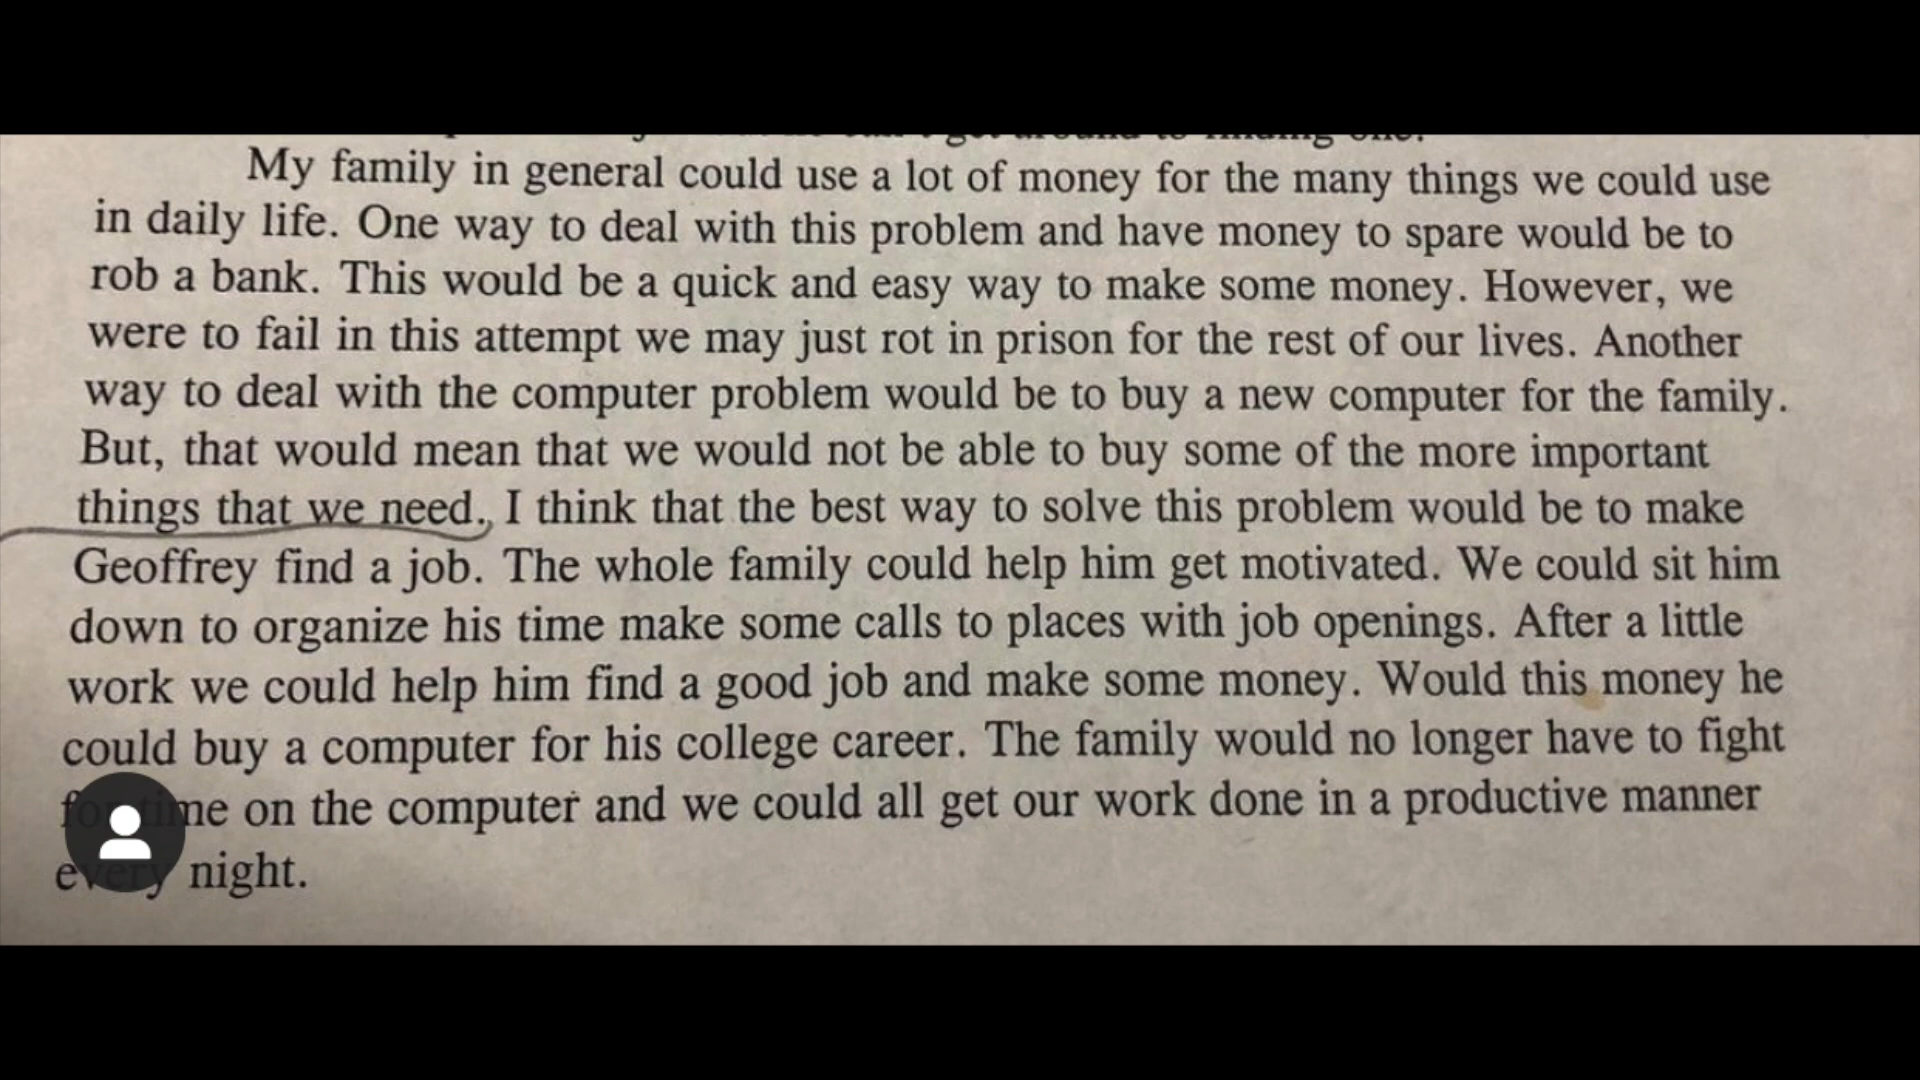 can't get around to finding one.
My family in general could use a lot of money for the many things we could use
in daily life. One way to deal with this problem and have money to spare would be to
rob a bank. This would be a quick and easy way to make some money. However, we
were to fail in this attempt we may just rot in prison for the rest of our lives. Another
way to deal with the computer problem would be to buy a new computer for the family.
But, that would mean that we would not be able to buy some of the more important
things that we need. I think that the best way to solve this problem would be to make
Geoffrey find a job. The whole family could help him get motivated. We could sit him
down to organize his time make some calls to places with job openings. After a little
work we could help him find a good job and make some money. Would this money he
could buy a computer for his college career. The family would no longer have to fight
for time on the computer and we could all get our work done in a productive manner
every night.